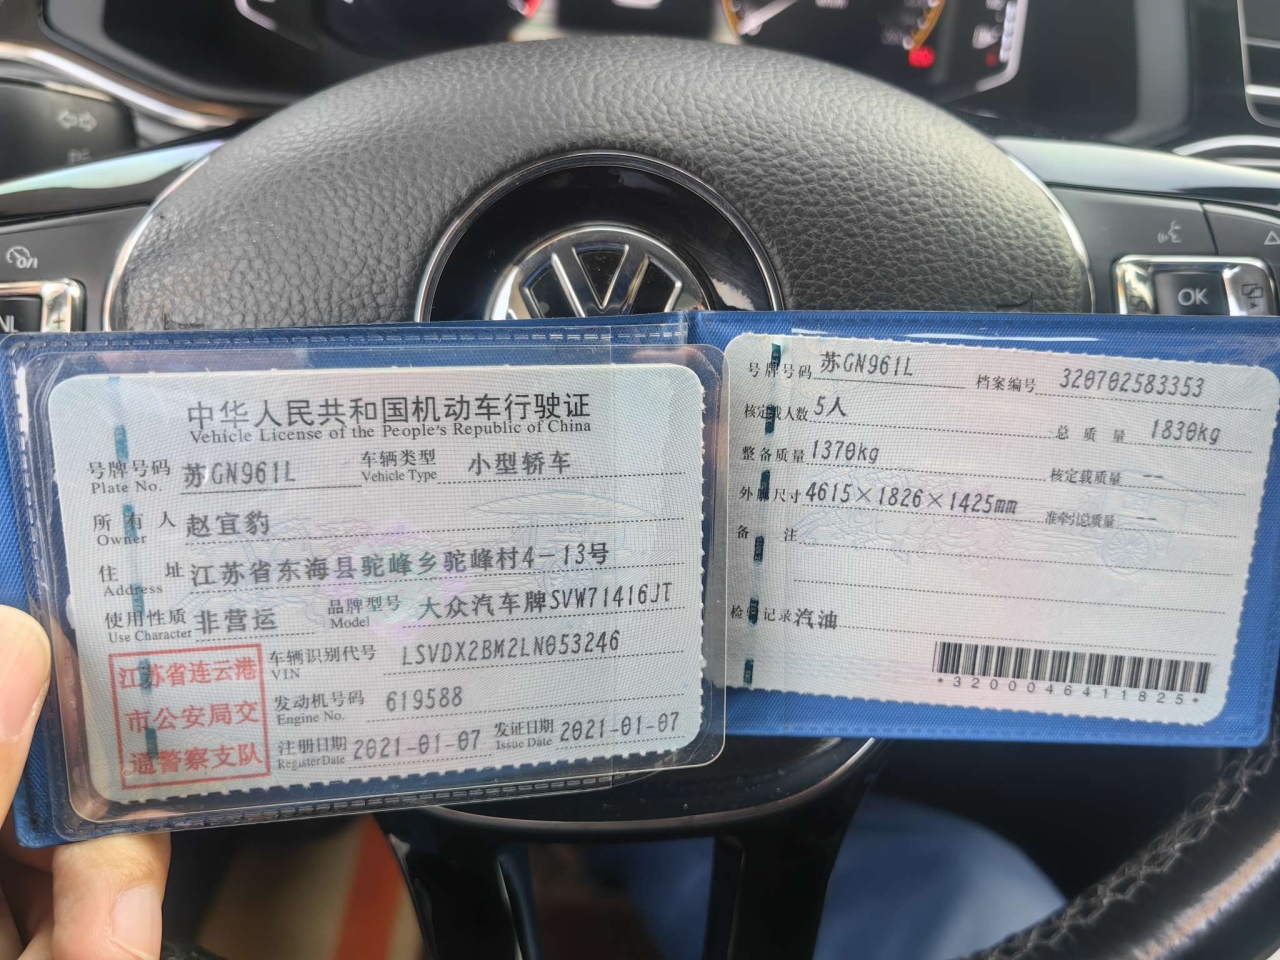 中华人民共和国机动车行驶证
Vehicle License of the People's Republic of China
号牌号码 苏GN961L 车辆类型 小型轿车
Plate No. Vehicle Type
所有人 赵宜豹
Owner
住址 江苏省东海县驼峰乡驼峰村4-13号
Address
使用性质 非营运 品牌型号 大众汽车牌SVW71416JT
Use Character Model
江苏省连云港
市公安局交
通警察支队
车辆识别代号 LSVDX2BM2LN053246
VIN
发动机号码 619588
Engine No.
注册日期 2021-01-07 发证日期 2021-01-07
Register Date Issue Date
号牌号码 苏GN961L 档案编号 320702583353
核定载人数 5人 总质量 1830kg
整备质量 1370kg 核定载质量 --
外廓尺寸 4615×1826×1425mm 准牵引总质量 --
备注
检验记录 汽油
*3200046411825*
OK